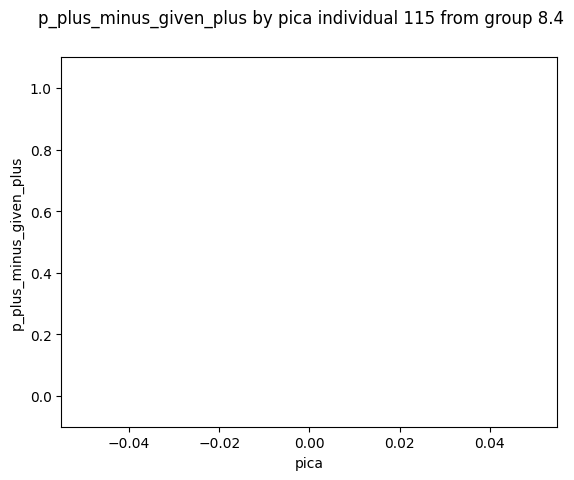 p_plus_minus_given_plus by pica individual 115 from group 8.4
1.0
0.8
0.6
0.4
0.2
0.0
p_plus_minus_given_plus
−0.04 −0.02 0.00 0.02 0.04
pica